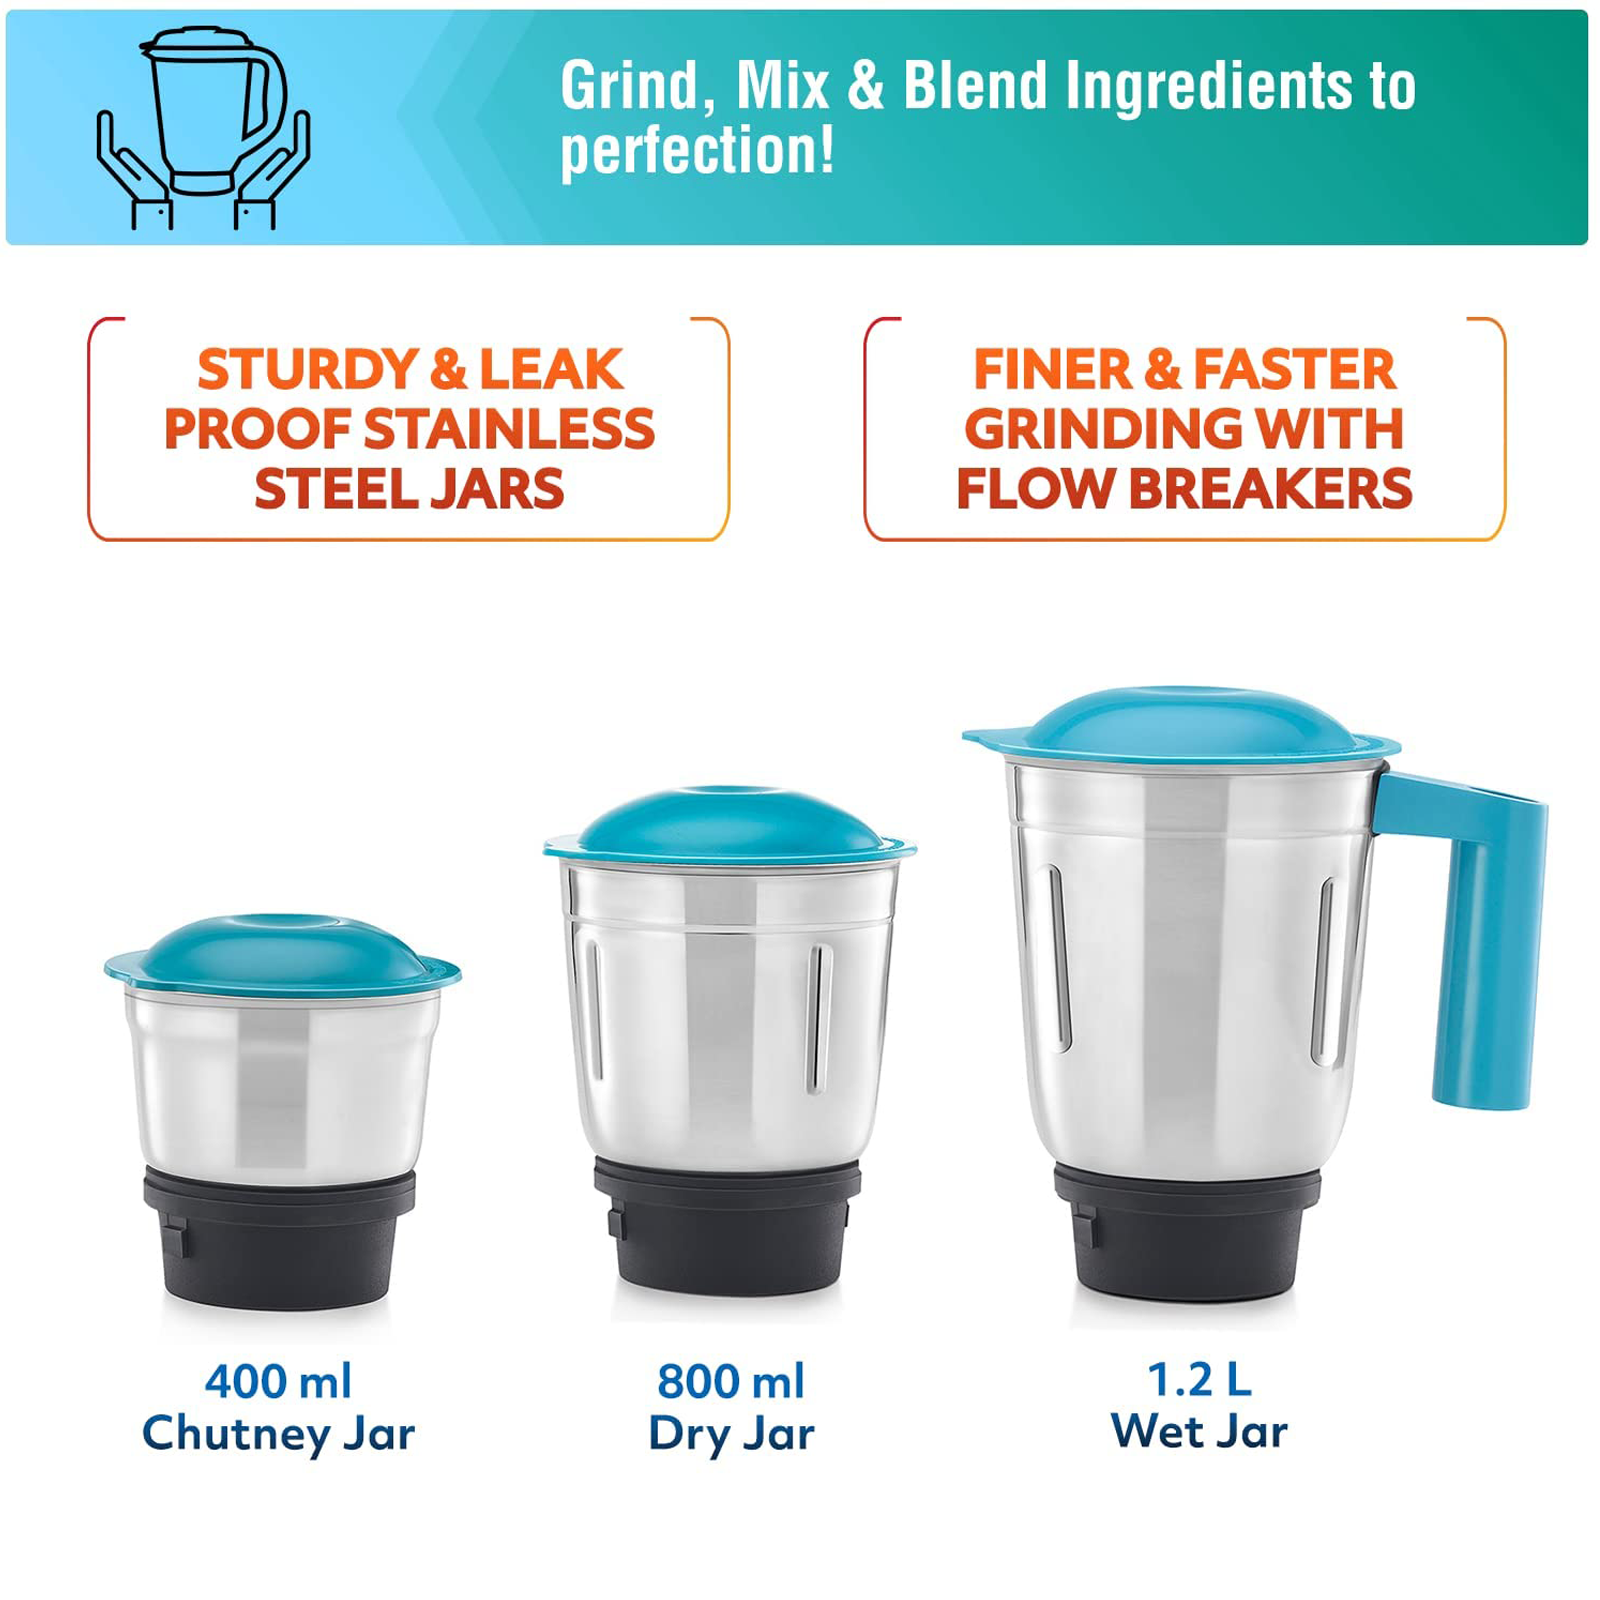 Grind, Mix & Blend Ingredients to
perfection!
STURDY & LEAK
PROOF STAINLESS
STEEL JARS
FINER & FASTER
GRINDING WITH
FLOW BREAKERS
400 ml
Chutney Jar
800 ml
Dry Jar
1.2 L
Wet Jar